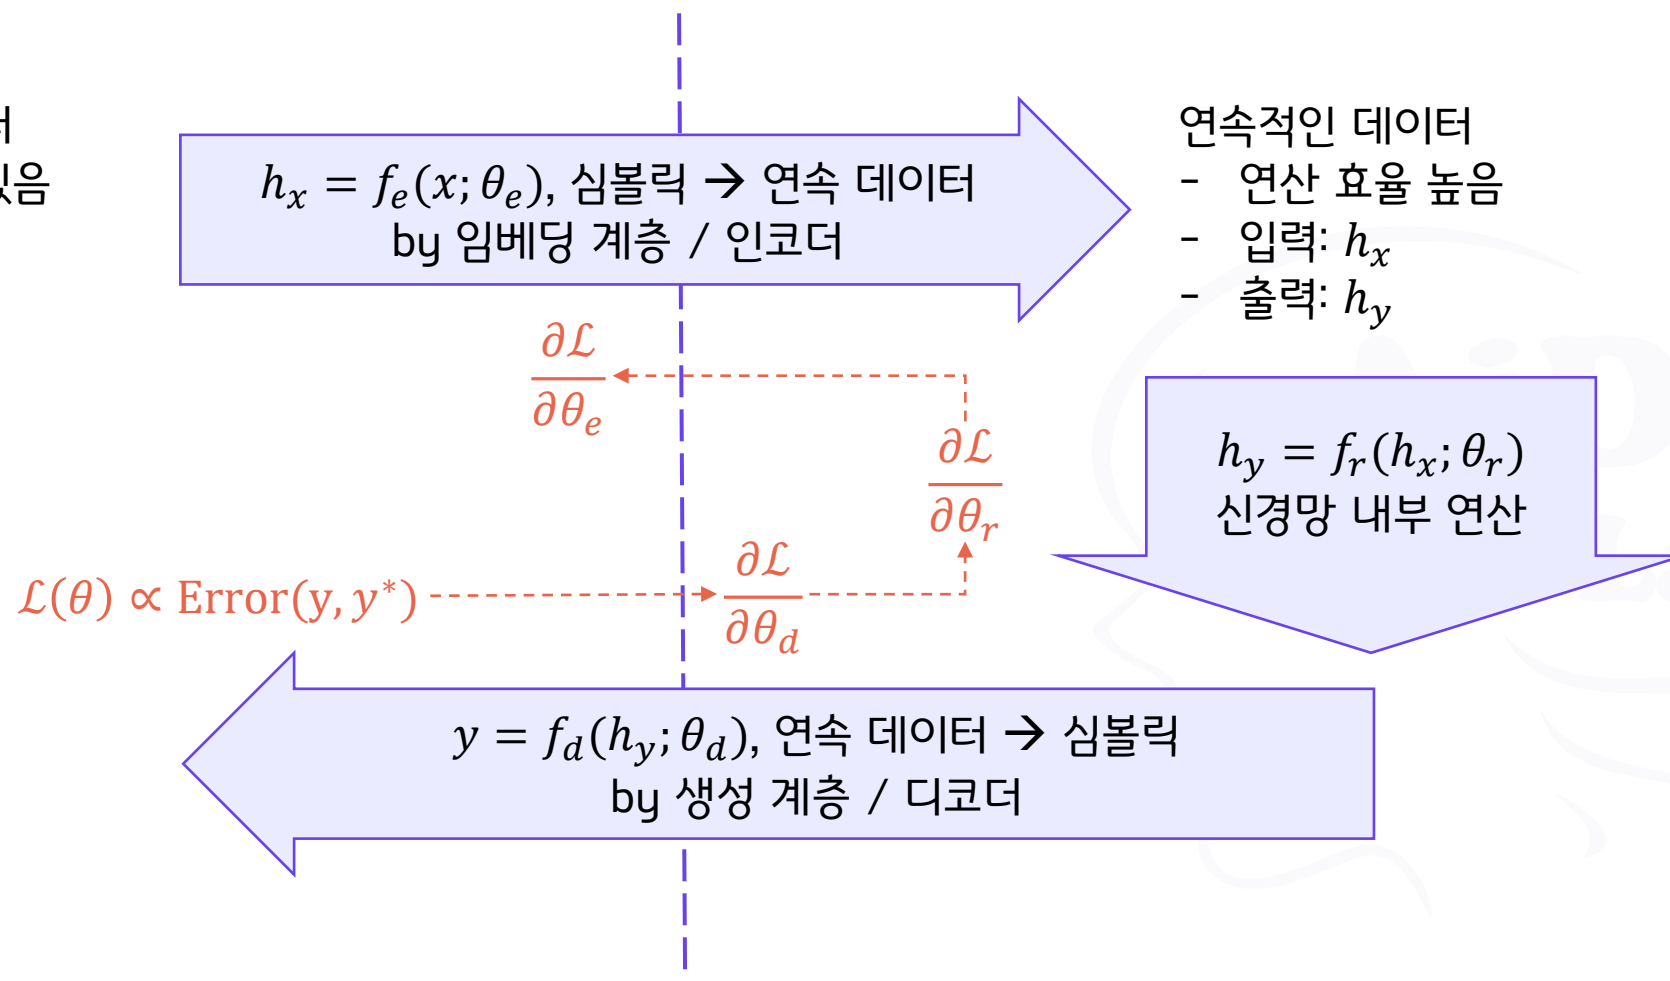 있음
h_x = f_e(x; θ_e), 심볼릭 → 연속 데이터
by 임베딩 계층 / 인코더
연속적인 데이터
- 연산 효율 높음
- 입력: h_x
- 출력: h_y
∂ℒ
∂θ_e
∂ℒ
∂θ_r
h_y = f_r(h_x; θ_r)
신경망 내부 연산
ℒ(θ) ∝ Error(y, y*)
∂ℒ
∂θ_d
y = f_d(h_y; θ_d), 연속 데이터 → 심볼릭
by 생성 계층 / 디코더